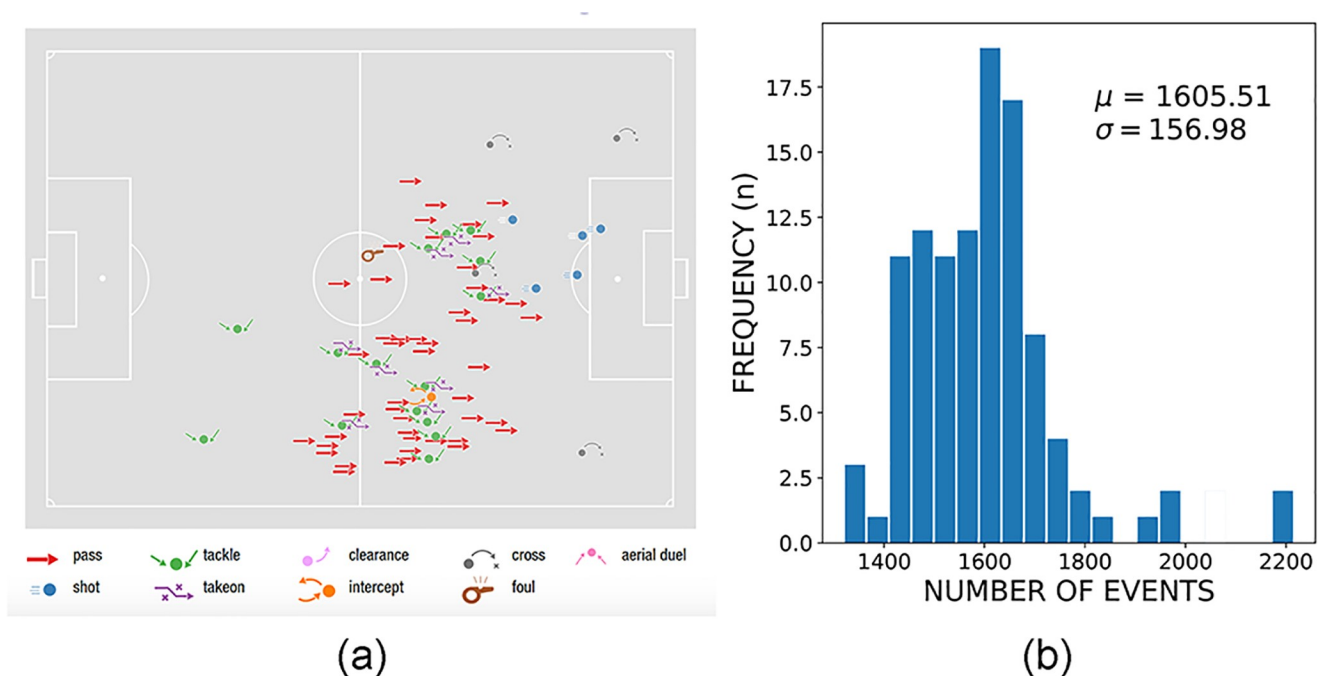 pass
tackle
clearance
cross
aerial duel
shot
takeon
intercept
foul
(a)
FREQUENCY (n)
17.5
15.0
12.5
10.0
7.5
5.0
2.5
0.0
μ = 1605.51
σ = 156.98
1400 1600 1800 2000 2200
NUMBER OF EVENTS
(b)